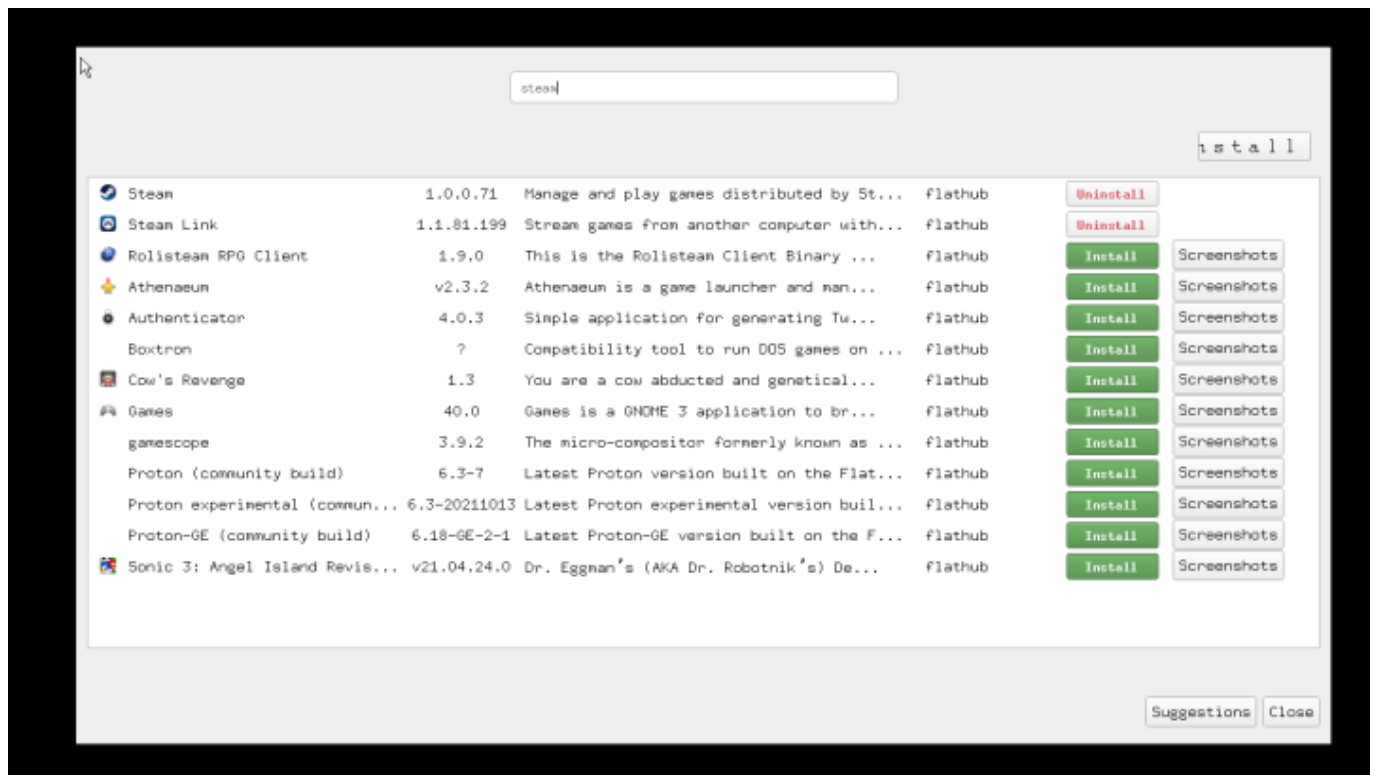 steam
nstall
Steam 1.0.0.71 Manage and play games distributed by St... flathub Uninstall
Steam Link 1.1.81.199 Stream games from another computer with... flathub Uninstall
Rolisteam RPG Client 1.9.0 This is the Rolisteam Client Binary ... flathub Install Screenshots
Athenaeum v2.3.2 Athenaeum is a game launcher and man... flathub Install Screenshots
Authenticator 4.0.3 Simple application for generating Tw... flathub Install Screenshots
Boxtron ? Compatibility tool to run DOS games on ... flathub Install Screenshots
Cow's Revenge 1.3 You are a cow abducted and genetical... flathub Install Screenshots
Games 40.0 Games is a GNOME 3 application to br... flathub Install Screenshots
gamescope 3.9.2 The micro-compositor formerly known as ... flathub Install Screenshots
Proton (community build) 6.3-7 Latest Proton version built on the Flat... flathub Install Screenshots
Proton experimental (commun... 6.3-20211013 Latest Proton experimental version buil... flathub Install Screenshots
Proton-GE (community build) 6.18-GE-2-1 Latest Proton-GE version built on the F... flathub Install Screenshots
Sonic 3: Angel Island Revis... v21.04.24.0 Dr. Eggman's (AKA Dr. Robotnik's) De... flathub Install Screenshots
Suggestions Close